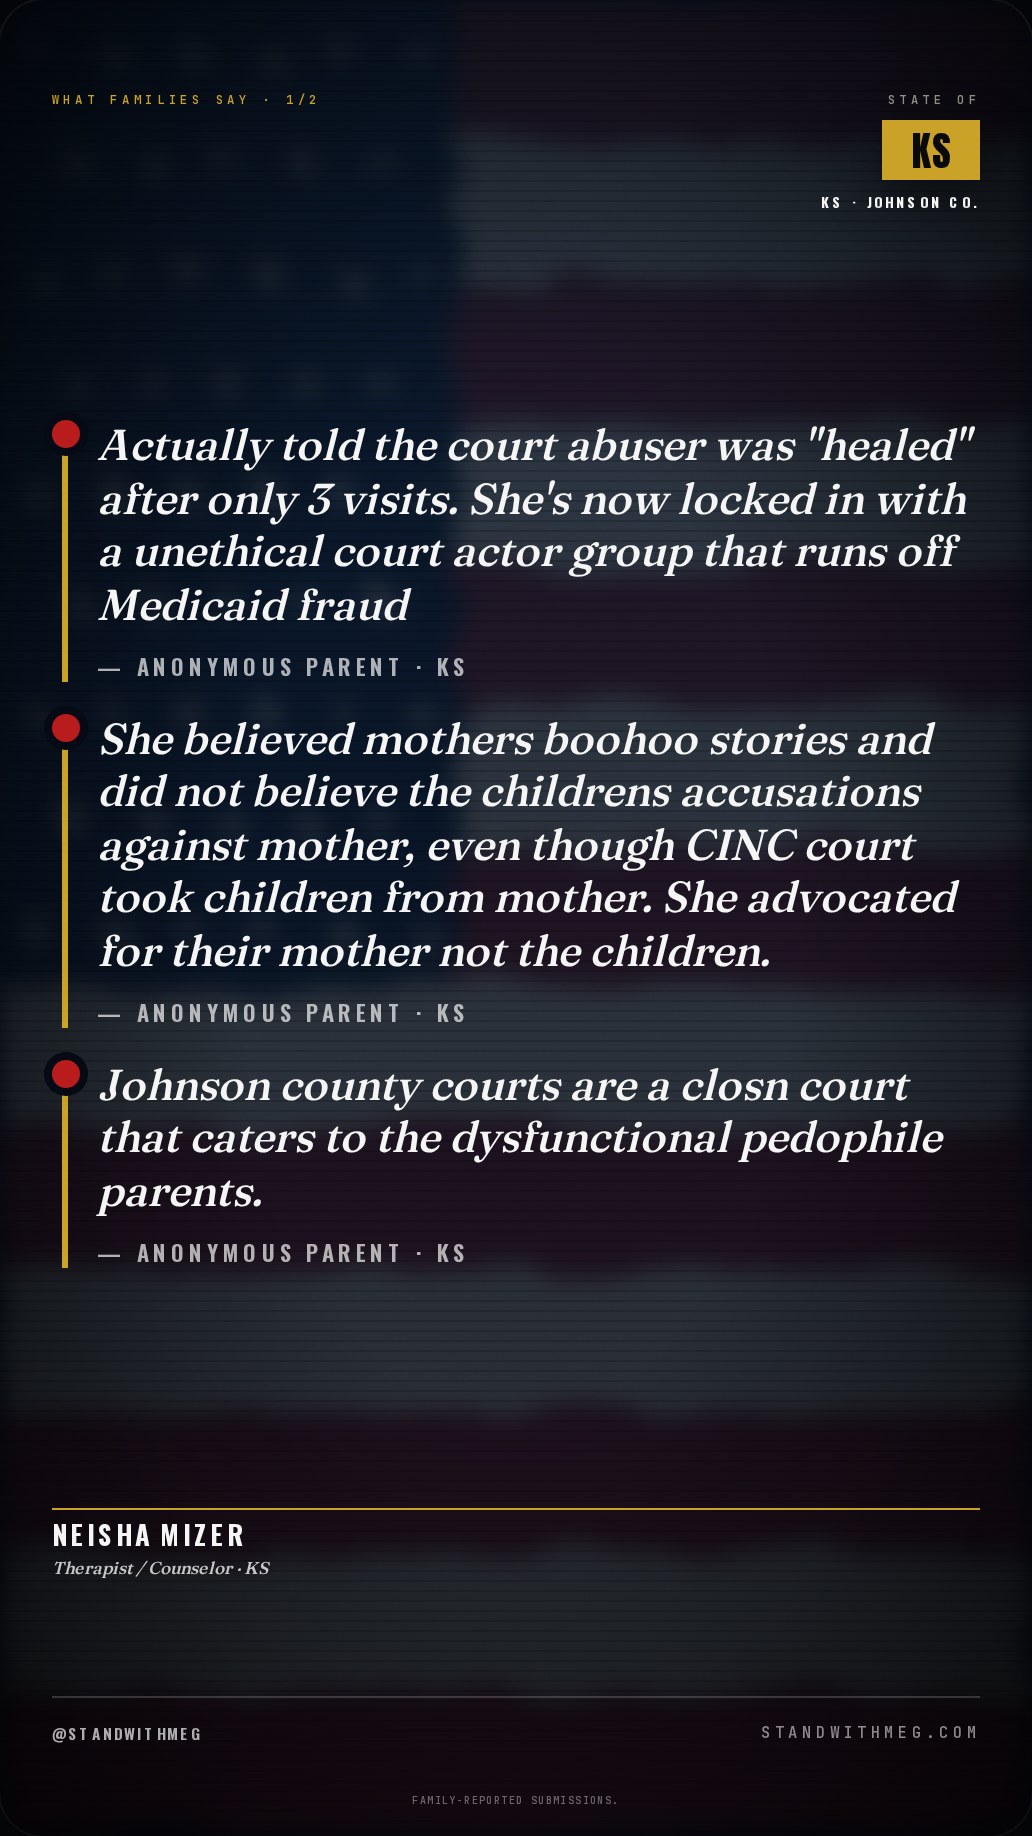 WHAT FAMILIES SAY · 1/2
STATE OF
KS
KS · JOHNSON CO.
Actually told the court abuser was "healed"
after only 3 visits. She's now locked in with
a unethical court actor group that runs off
Medicaid fraud
— ANONYMOUS PARENT · KS
She believed mothers boohoo stories and
did not believe the childrens accusations
against mother, even though CINC court
took children from mother. She advocated
for their mother not the children.
— ANONYMOUS PARENT · KS
Johnson county courts are a closn court
that caters to the dysfunctional pedophile
parents.
— ANONYMOUS PARENT · KS
NEISHA MIZER
Therapist / Counselor · KS
@STANDWITHMEG
STANDWITHMEG.COM
FAMILY-REPORTED SUBMISSIONS.